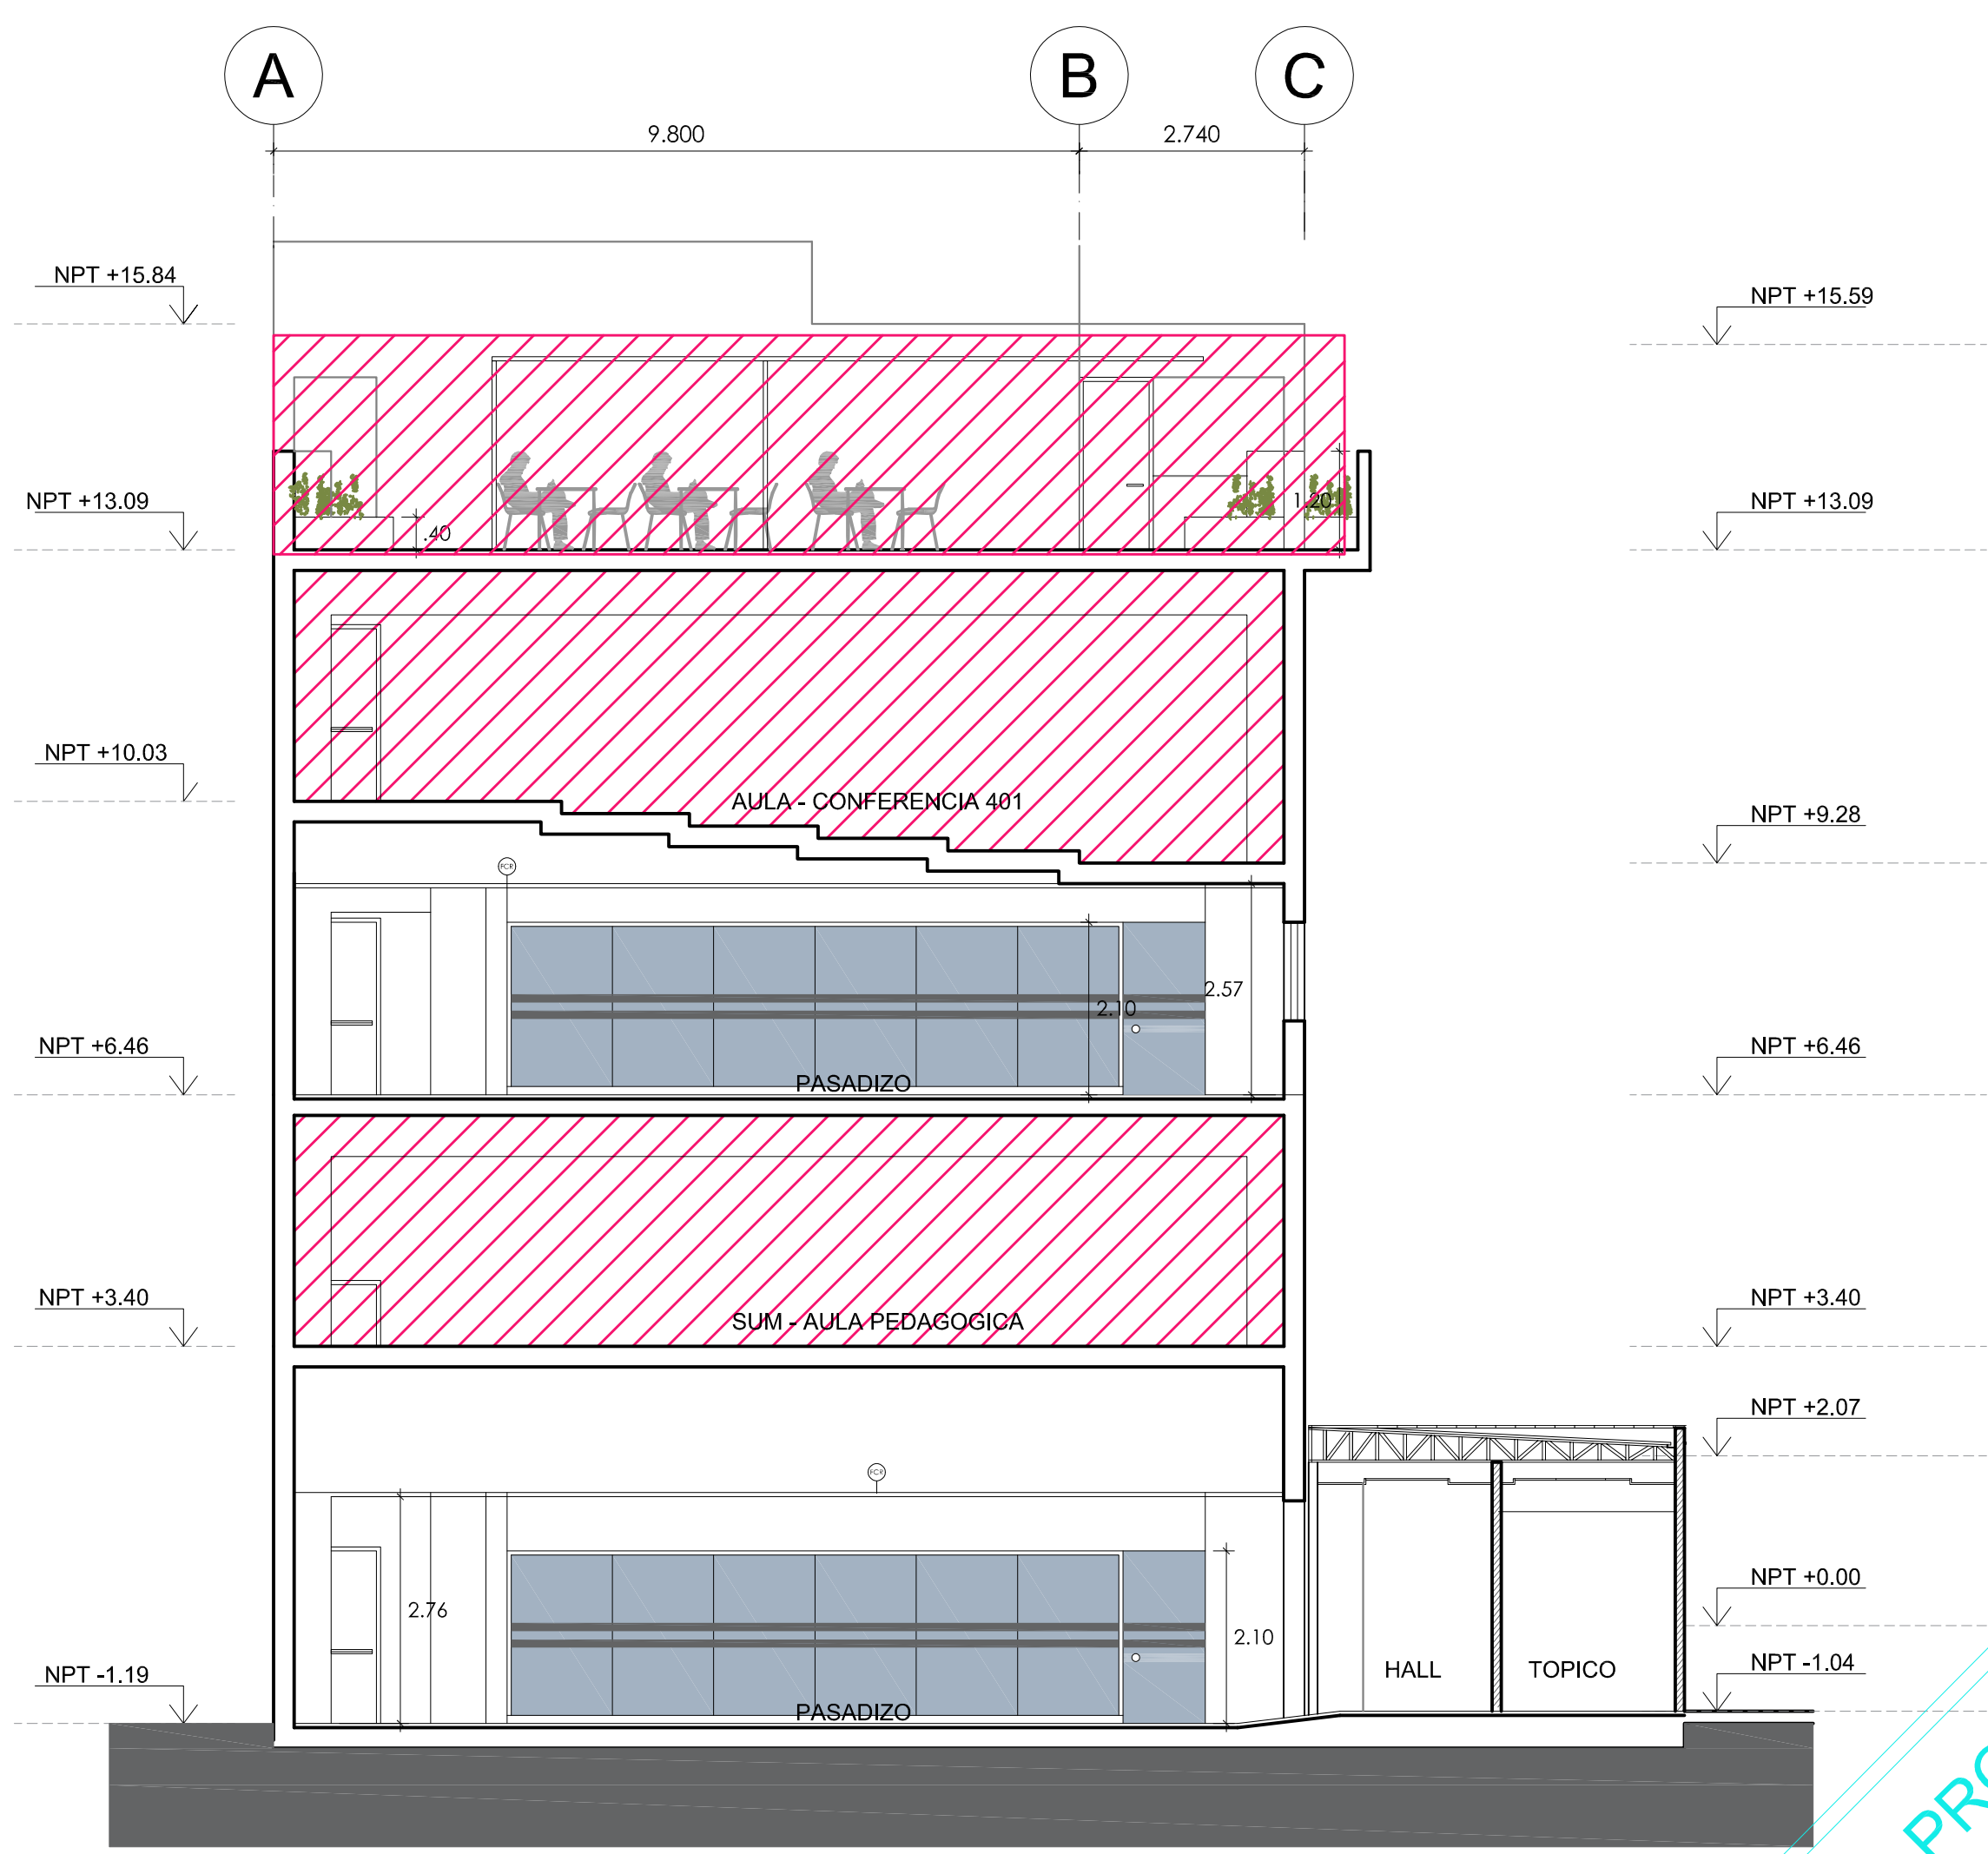 A B C
9.800 2.740
NPT +15.84
NPT +15.59
NPT +13.09
NPT +13.09
1.20
.40
NPT +10.03
AULA - CONFERENCIA 401
NPT +9.28
FCR
2.57
2.10
NPT +6.46
NPT +6.46
PASADIZO
NPT +3.40
NPT +3.40
SUM - AULA PEDAGOGICA
NPT +2.07
FCR
NPT +0.00
2.76
2.10
HALL TOPICO
NPT -1.19
NPT -1.04
PASADIZO